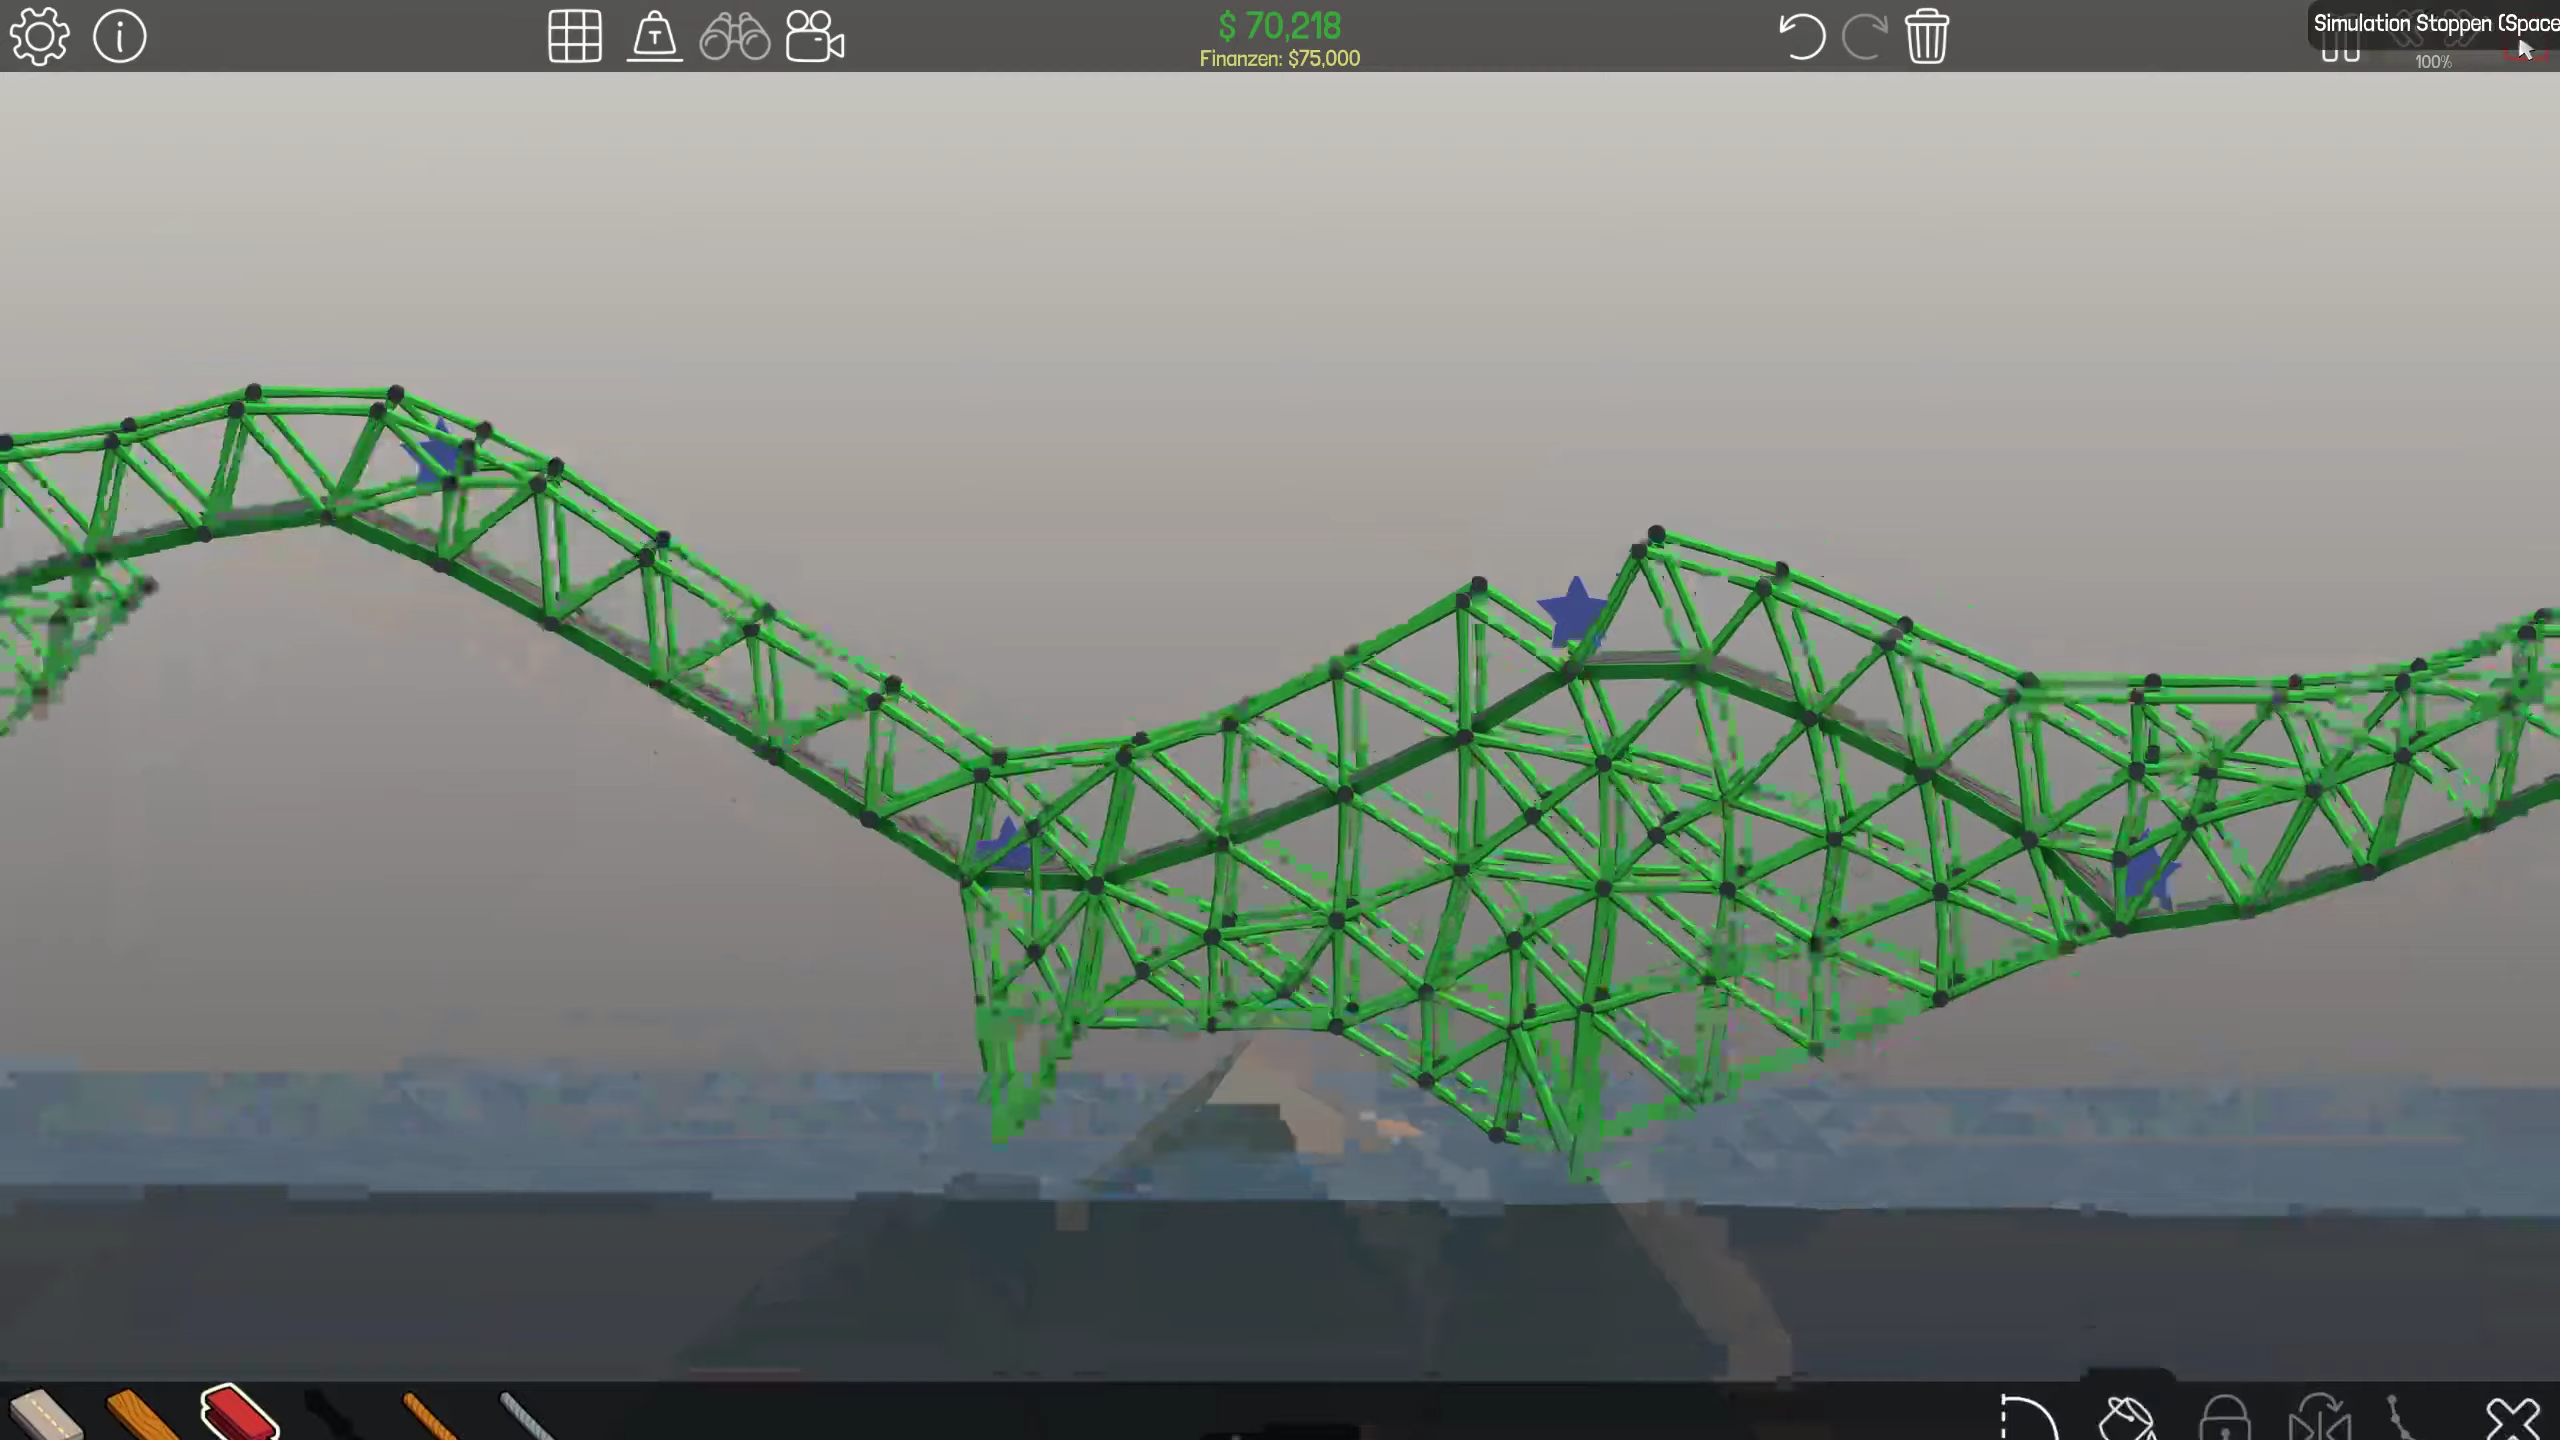 $ 70,218
Finanzen: $75,000
Simulation Stoppen (Space
100%